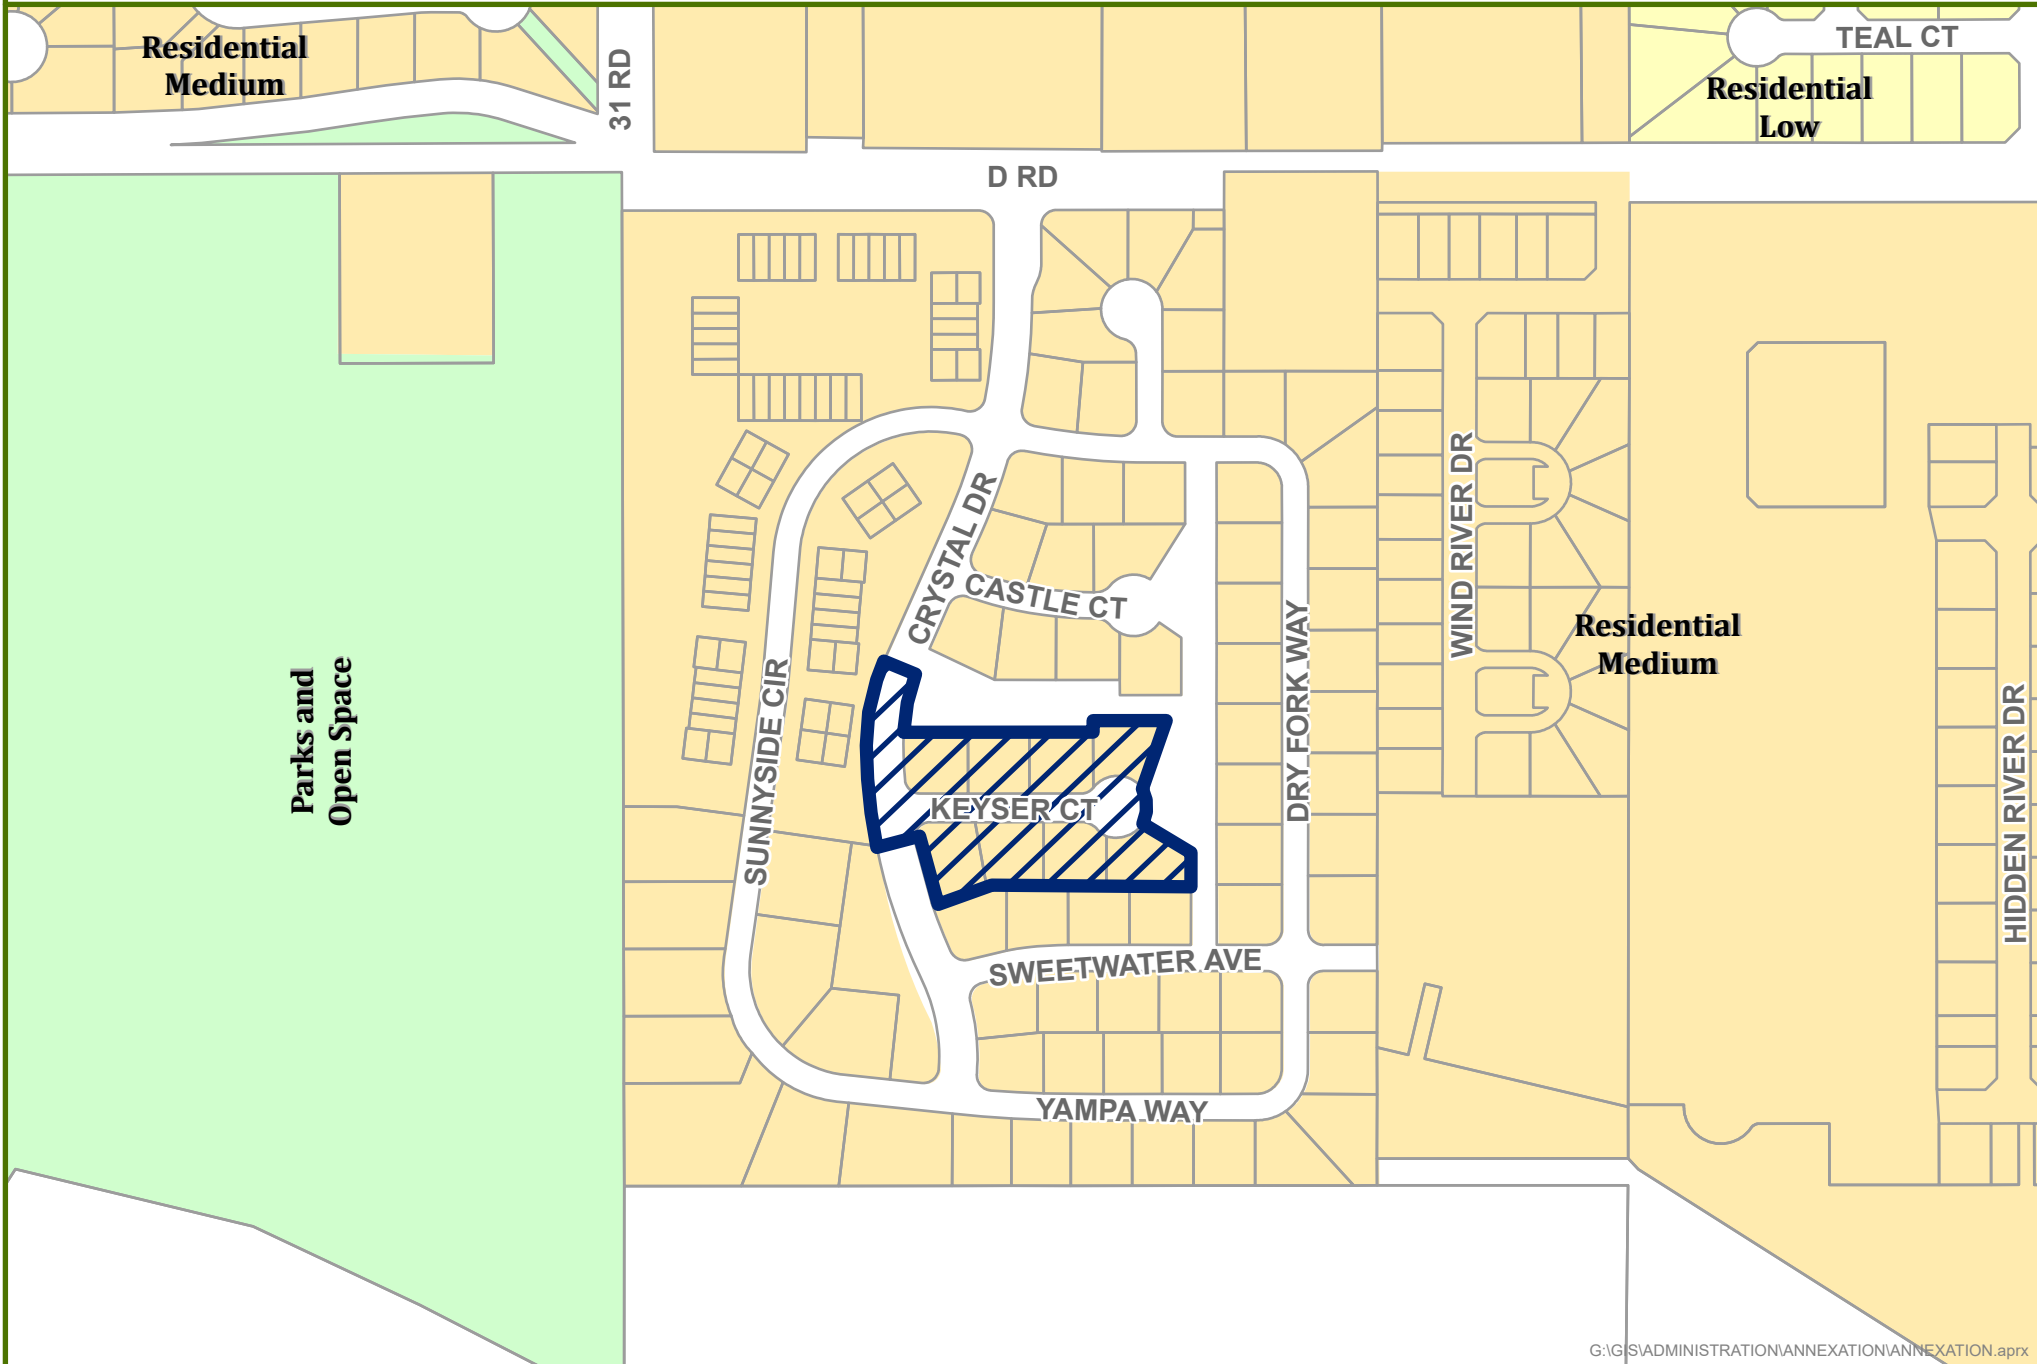 Residential
Medium
31 RD
TEAL CT
Residential
Low
D RD
CRYSTAL DR
CASTLE CT
WIND RIVER DR
Residential
Medium
Parks and
Open Space
SUNNYSIDE CIR
DRY FORK WAY
KEYSER CT
HIDDEN RIVER DR
SWEETWATER AVE
YAMPA WAY
G:\GIS\ADMINISTRATION\ANNEXATION\ANNEXATION.aprx